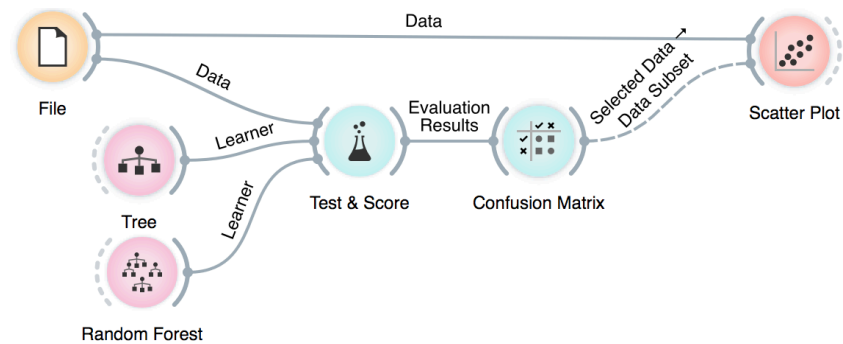 Data
File
Data
Selected Data →
Data Subset
Scatter Plot
Learner
Evaluation
Results
Tree
Test & Score
Confusion Matrix
Learner
Random Forest